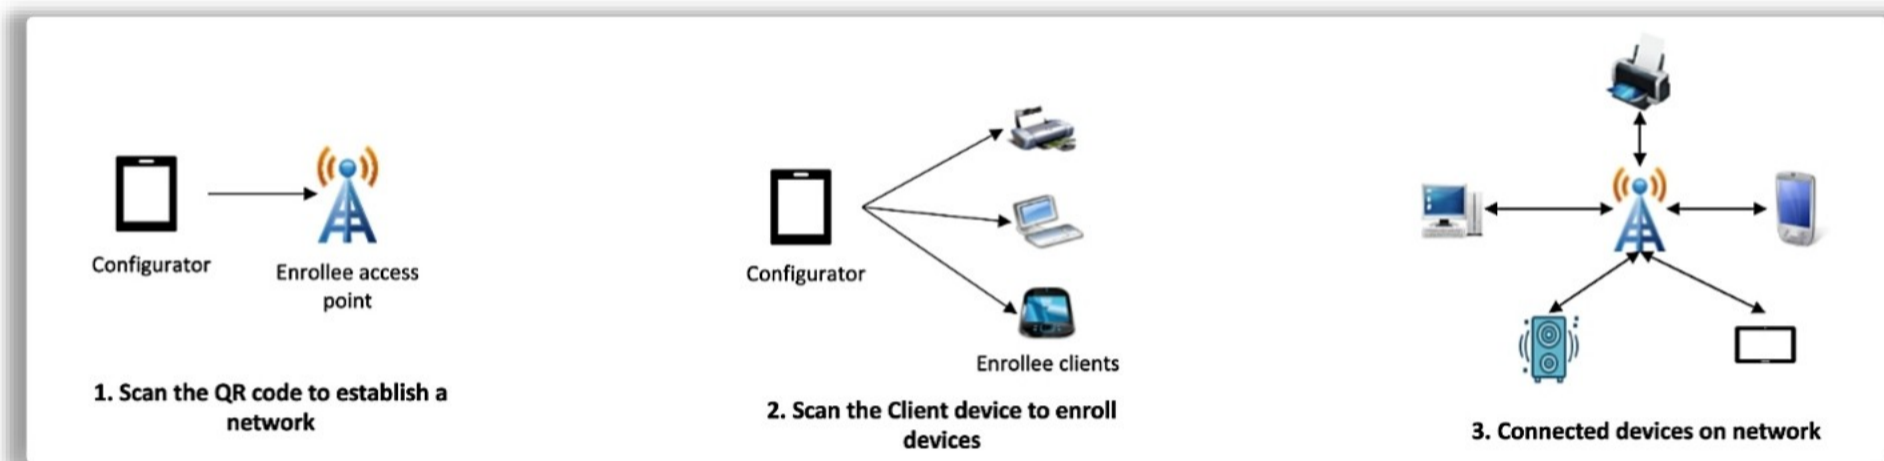 Configurator
Enrollee access
point
1. Scan the QR code to establish a
network
Configurator
Enrollee clients
2. Scan the Client device to enroll
devices
3. Connected devices on network